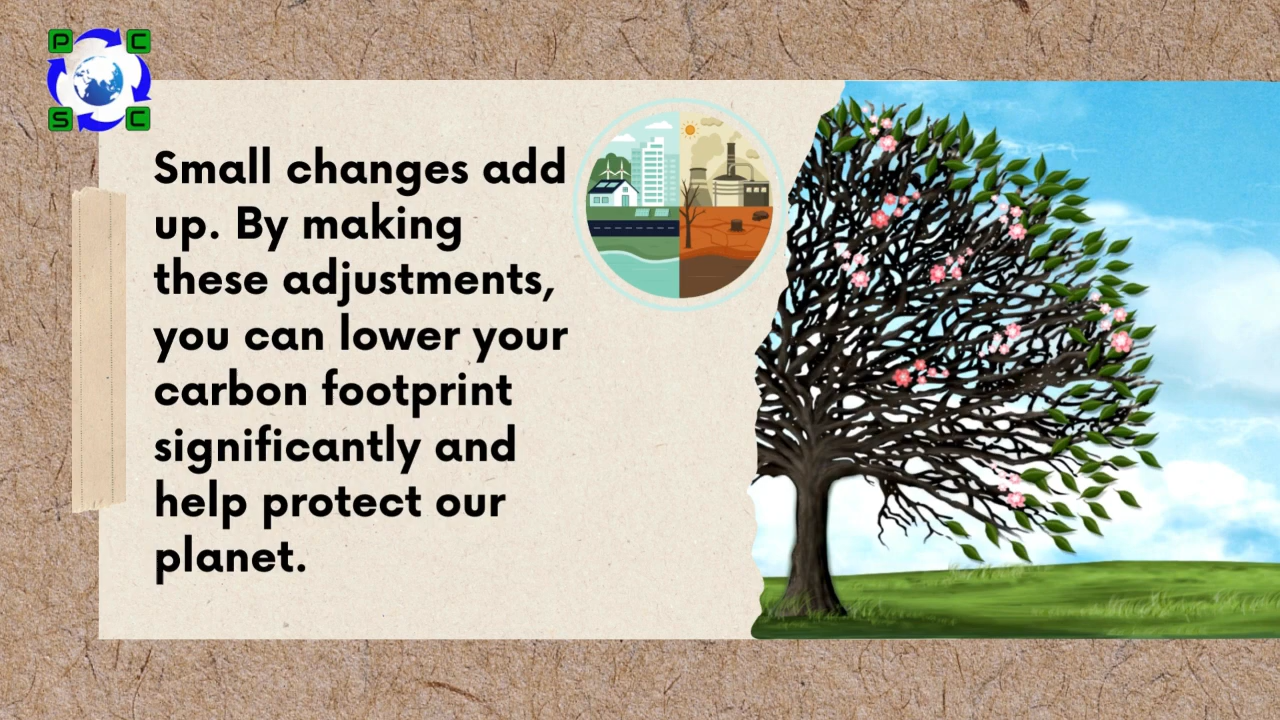 P C
S C
Small changes add
up. By making
these adjustments,
you can lower your
carbon footprint
significantly and
help protect our
planet.